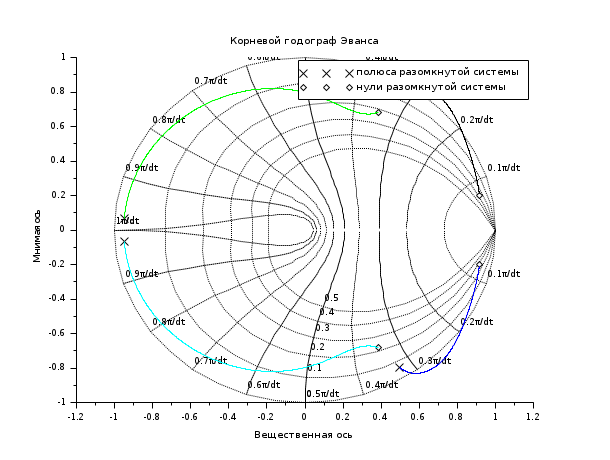 Корневой годограф Эванса
полюса разомкнутой системы
нули разомкнутой системы
1
0.8
0.6
0.4
0.2
0
-0.2
-0.4
-0.6
-0.8
-1
Мнимая ось
0.7π/dt
0.8π/dt
0.9π/dt
1π/dt
0.9π/dt
0.8π/dt
0.7π/dt
0.6π/dt
0.5π/dt
0.4π/dt
0.3π/dt
0.2π/dt
0.1π/dt
0.1π/dt
0.2π/dt
0.5
0.4
0.3
0.2
0.1
-1.2 -1 -0.8 -0.6 -0.4 -0.2 0 0.2 0.4 0.6 0.8 1 1.2
Вещественная ось